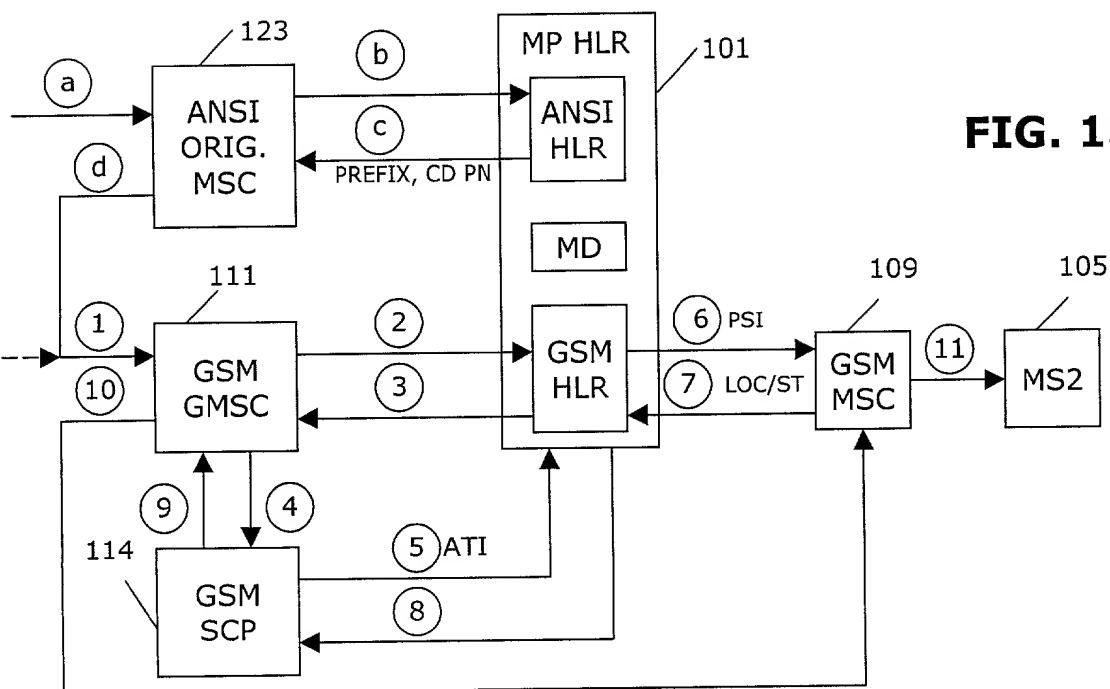 123
a
b
MP HLR
101
ANSI
ORIG.
MSC
ANSI
HLR
c
PREFIX, CD PN
d
FIG. 1
MD
109
105
111
1
2
6 PSI
GSM
GMSC
GSM
HLR
GSM
MSC
11
MS2
10
3
7 LOC/ST
9
4
114
5 ATI
GSM
SCP
8